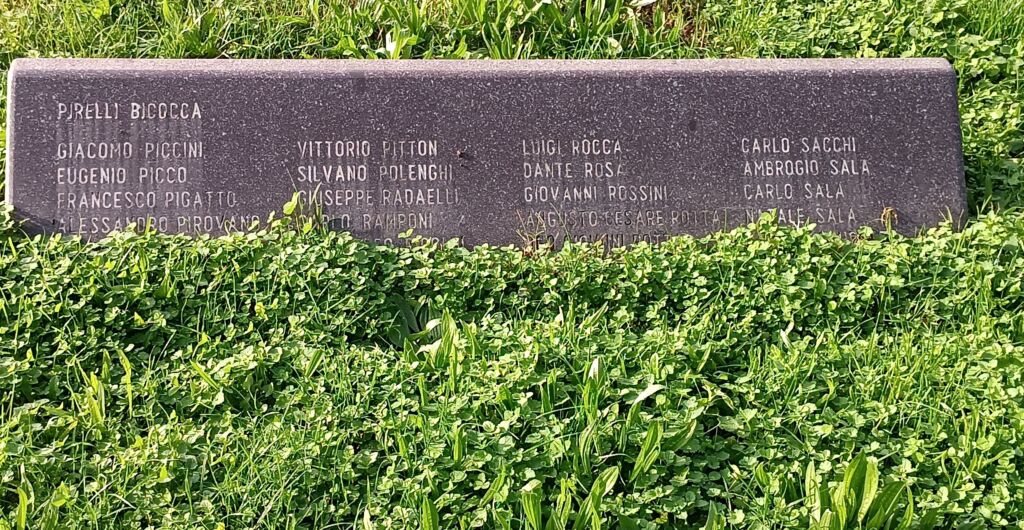 PIRELLI BICOCCA
GIACOMO PICCINI
EUGENIO PICCO
FRANCESCO PIGATTO
ALESSANDRO PIROVANO
VITTORIO PITTON
SILVANO POLENGHI
GIUSEPPE RADAELLI
RAMPONI
LUIGI ROCCA
DANTE ROSA
GIOVANNI ROSSINI
CESARE ROTTA
CARLO SACCHI
AMBROGIO SALA
CARLO SALA
NATALE SALA